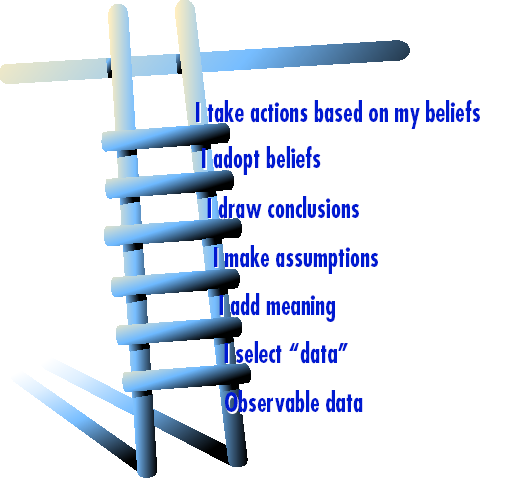 I take actions based on my beliefs
I adopt beliefs
I draw conclusions
I make assumptions
I add meaning
I select “data”
Observable data